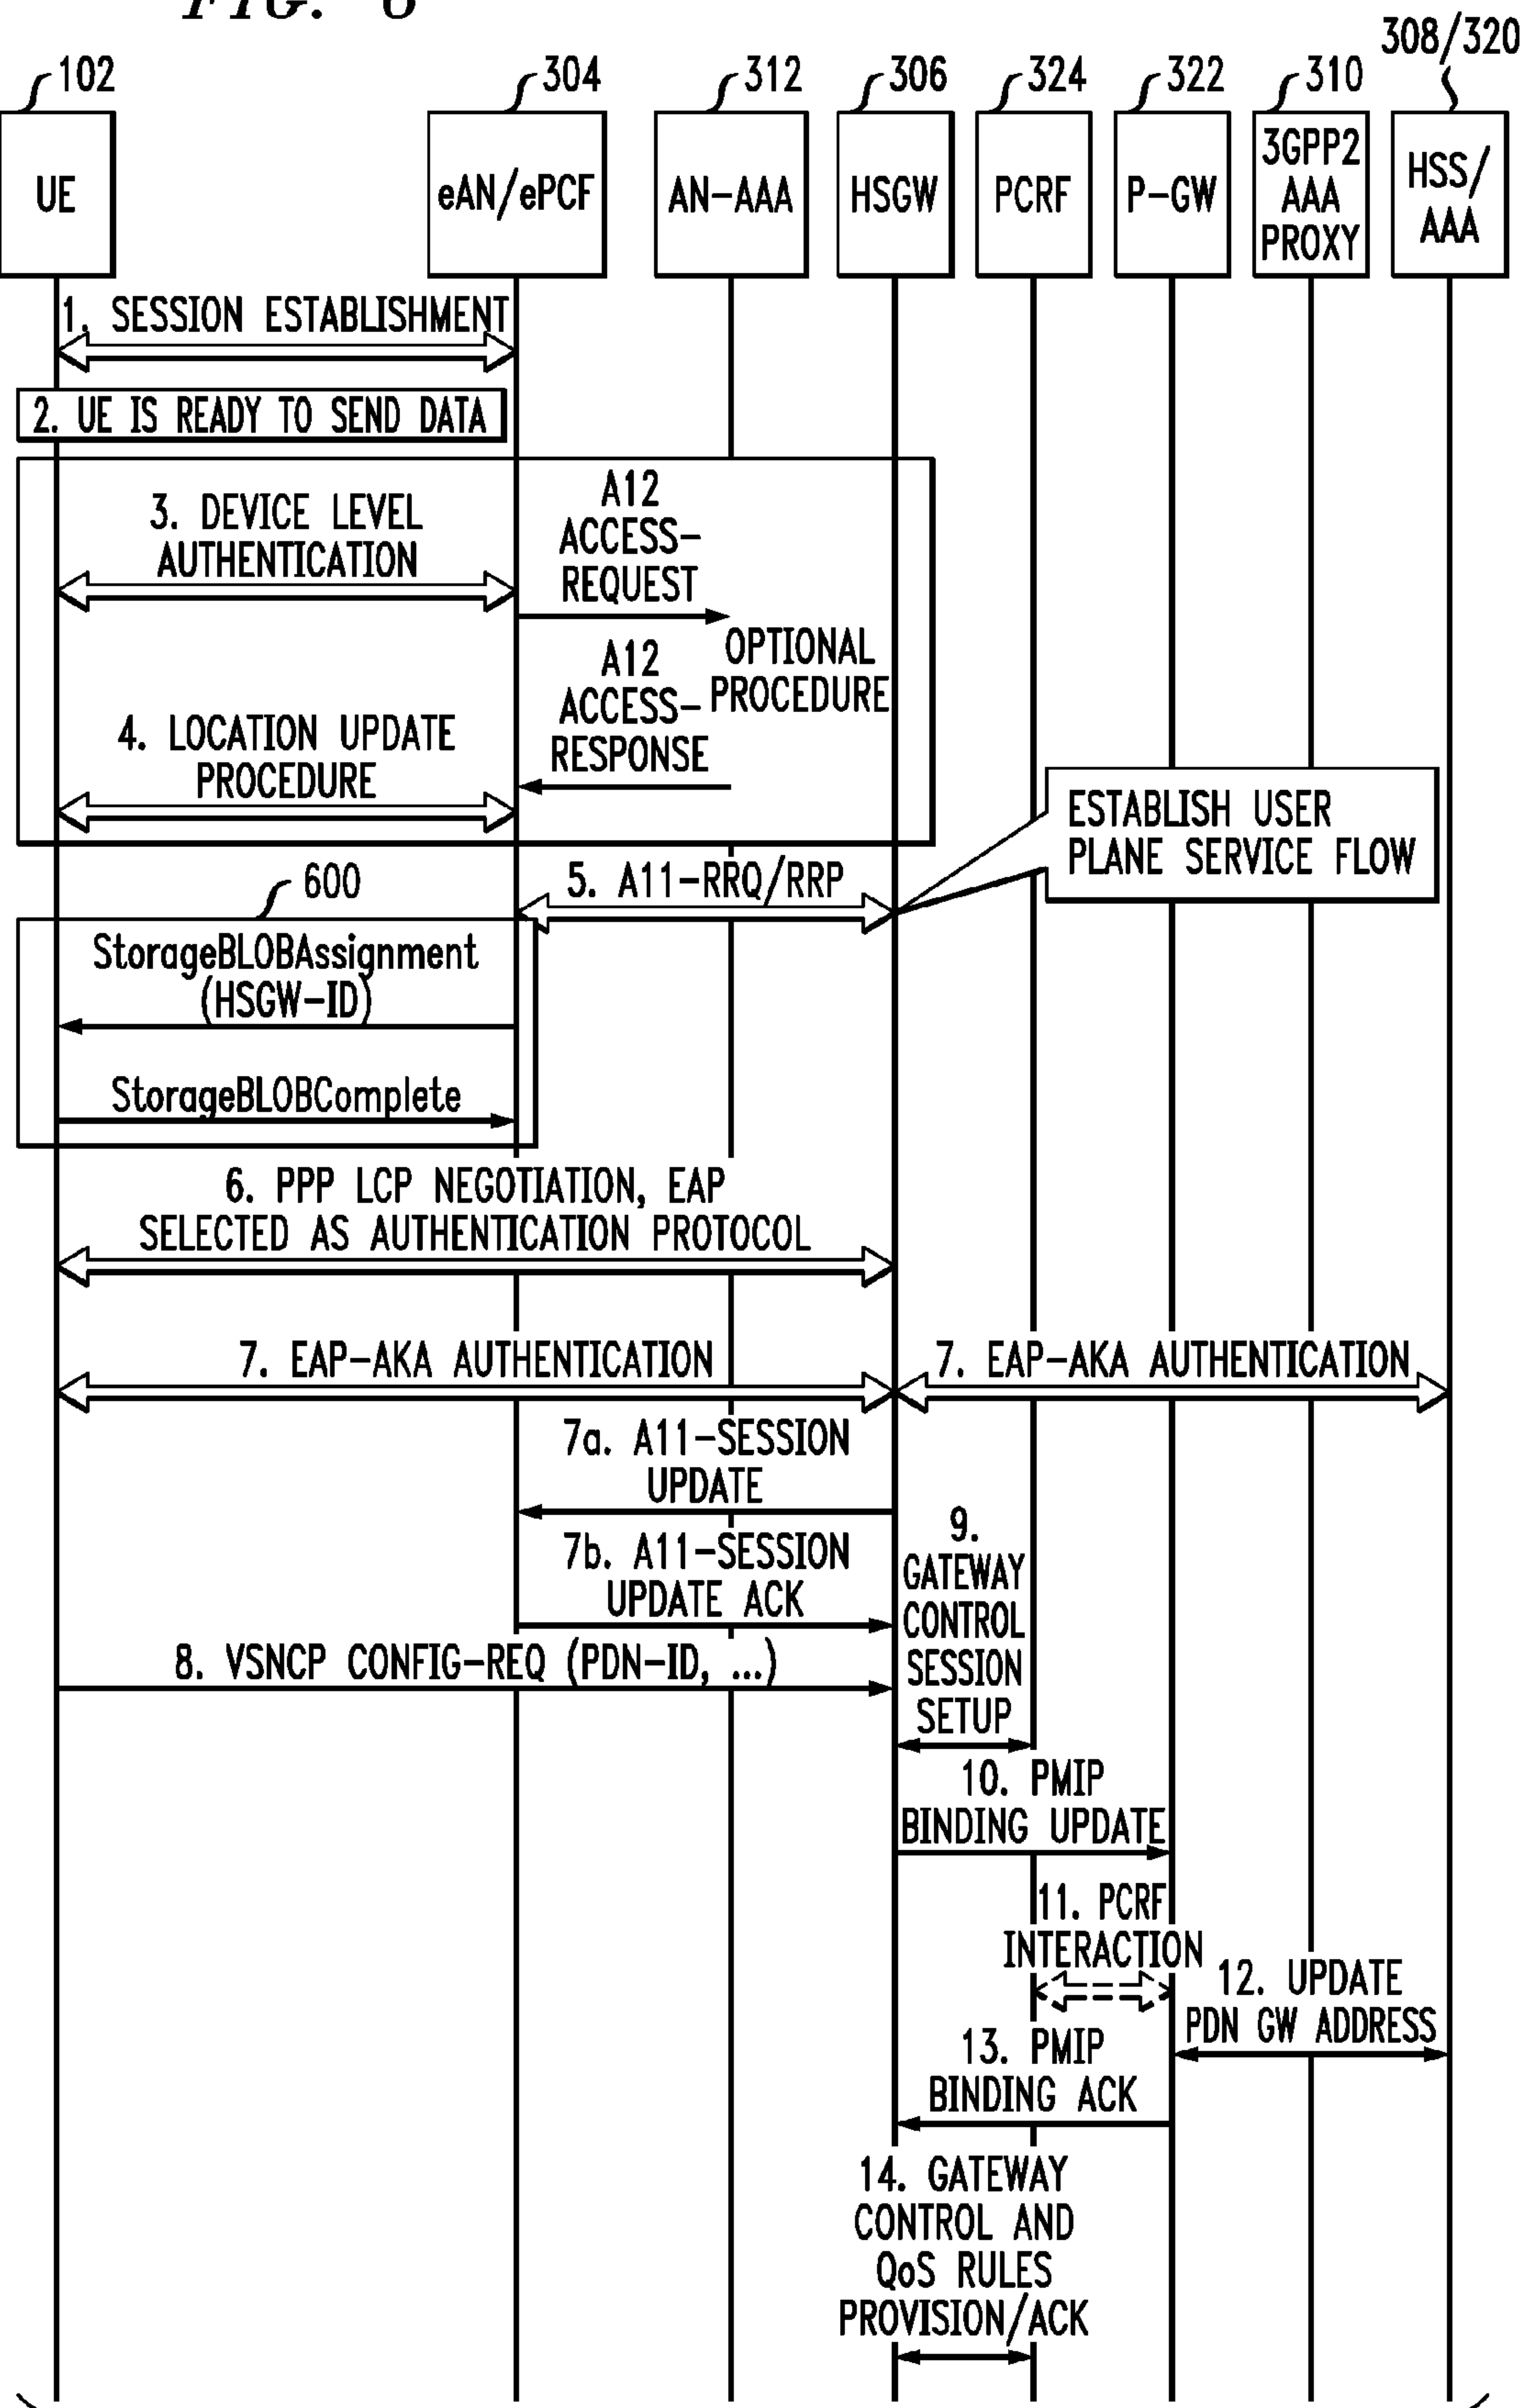 FIG. 6
308/320
102
304
312
306
324
322
310
UE
eAN/ePCF
AN-AAA
HSGW
PCRF
P-GW
3GPP2
AAA
PROXY
HSS/
AAA
1. SESSION ESTABLISHMENT
2. UE IS READY TO SEND DATA
3. DEVICE LEVEL
AUTHENTICATION
A12
ACCESS-
REQUEST
OPTIONAL
PROCEDURE
A12
ACCESS-
RESPONSE
4. LOCATION UPDATE
PROCEDURE
ESTABLISH USER
PLANE SERVICE FLOW
5. A11-RRQ/RRP
600
StorageBLOBAssignment
(HSGW-ID)
StorageBLOBComplete
6. PPP LCP NEGOTIATION, EAP
SELECTED AS AUTHENTICATION PROTOCOL
7. EAP-AKA AUTHENTICATION
7. EAP-AKA AUTHENTICATION
7a. A11-SESSION
UPDATE
7b. A11-SESSION
UPDATE ACK
8. VSNCP CONFIG-REQ (PDN-ID, ...)
9.
GATEWAY
CONTROL
SESSION
SETUP
10. PMIP
BINDING UPDATE
11. PCRF
INTERACTION
12. UPDATE
PDN GW ADDRESS
13. PMIP
BINDING ACK
14. GATEWAY
CONTROL AND
QoS RULES
PROVISION/ACK